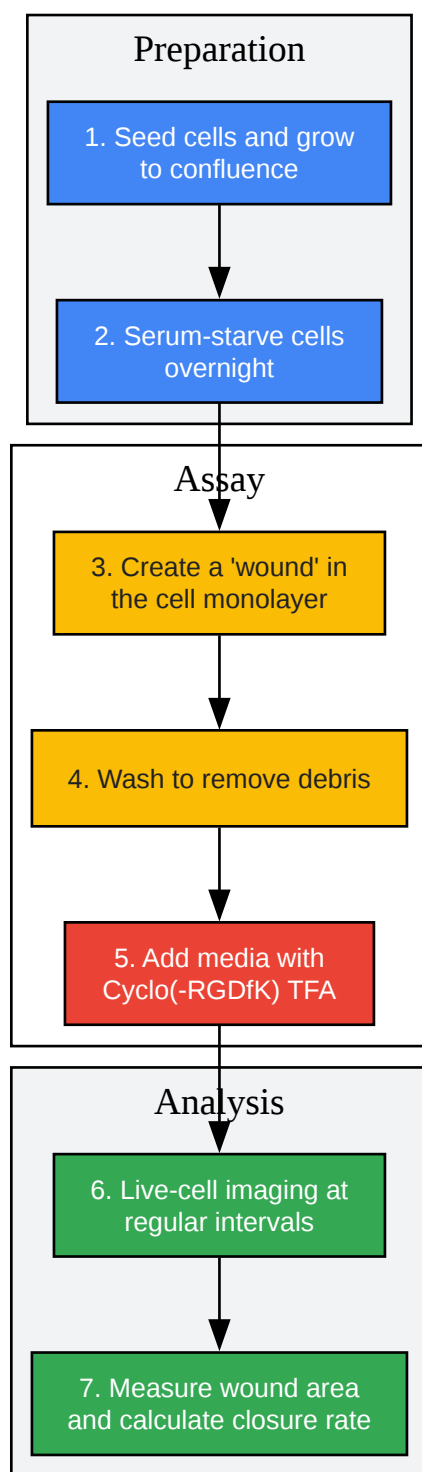 Preparation
1. Seed cells and grow
to confluence
2. Serum-starve cells
overnight
Assay
3. Create a 'wound' in
the cell monolayer
4. Wash to remove debris
5. Add media with
Cyclo(-RGDfK) TFA
Analysis
6. Live-cell imaging at
regular intervals
7. Measure wound area
and calculate closure rate